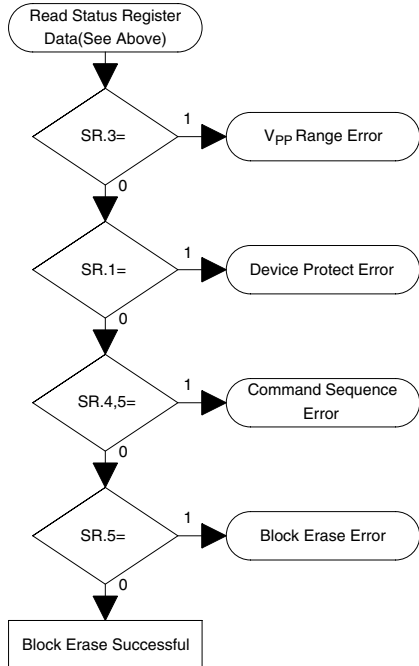 Read Status Register
Data(See Above)
SR.3=
1
VPP Range Error
0
SR.1=
1
Device Protect Error
0
SR.4,5=
1
Command Sequence
Error
0
SR.5=
1
Block Erase Error
0
Block Erase Successful